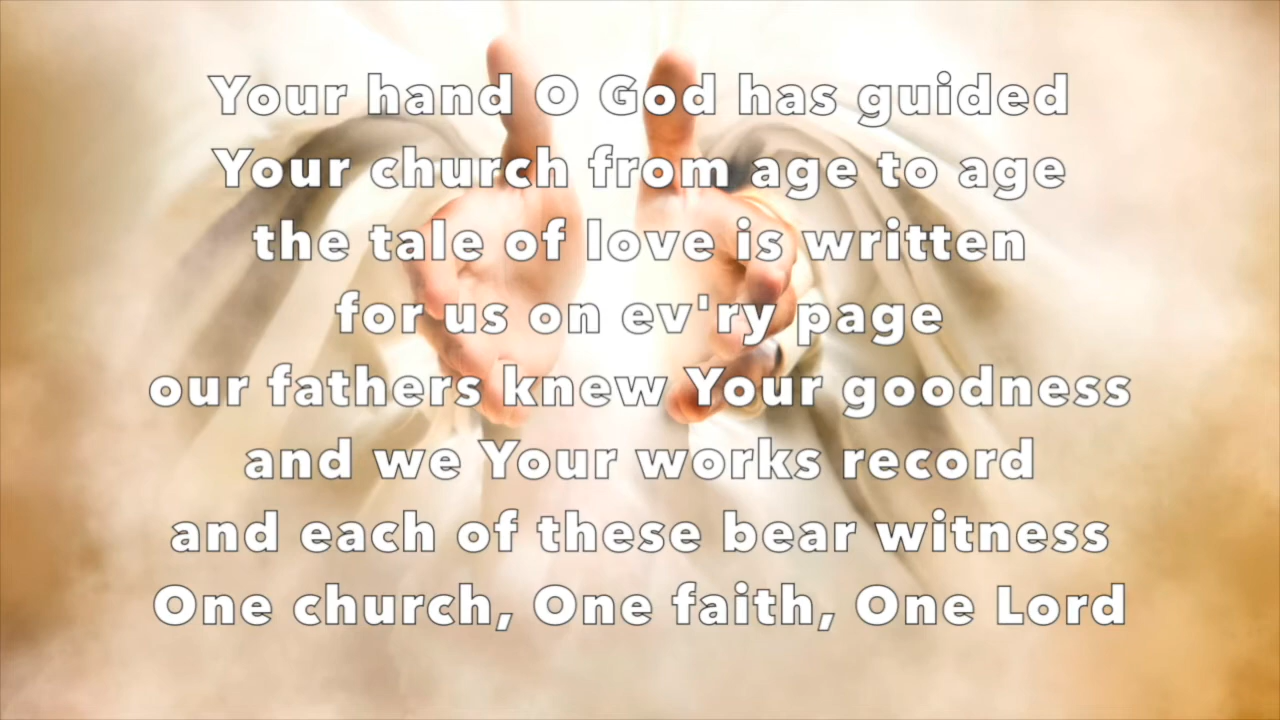 Your hand O God has guided
Your church from age to age
the tale of love is written
for us on ev'ry page
our fathers knew Your goodness
and we Your works record
and each of these bear witness
One church, One faith, One Lord